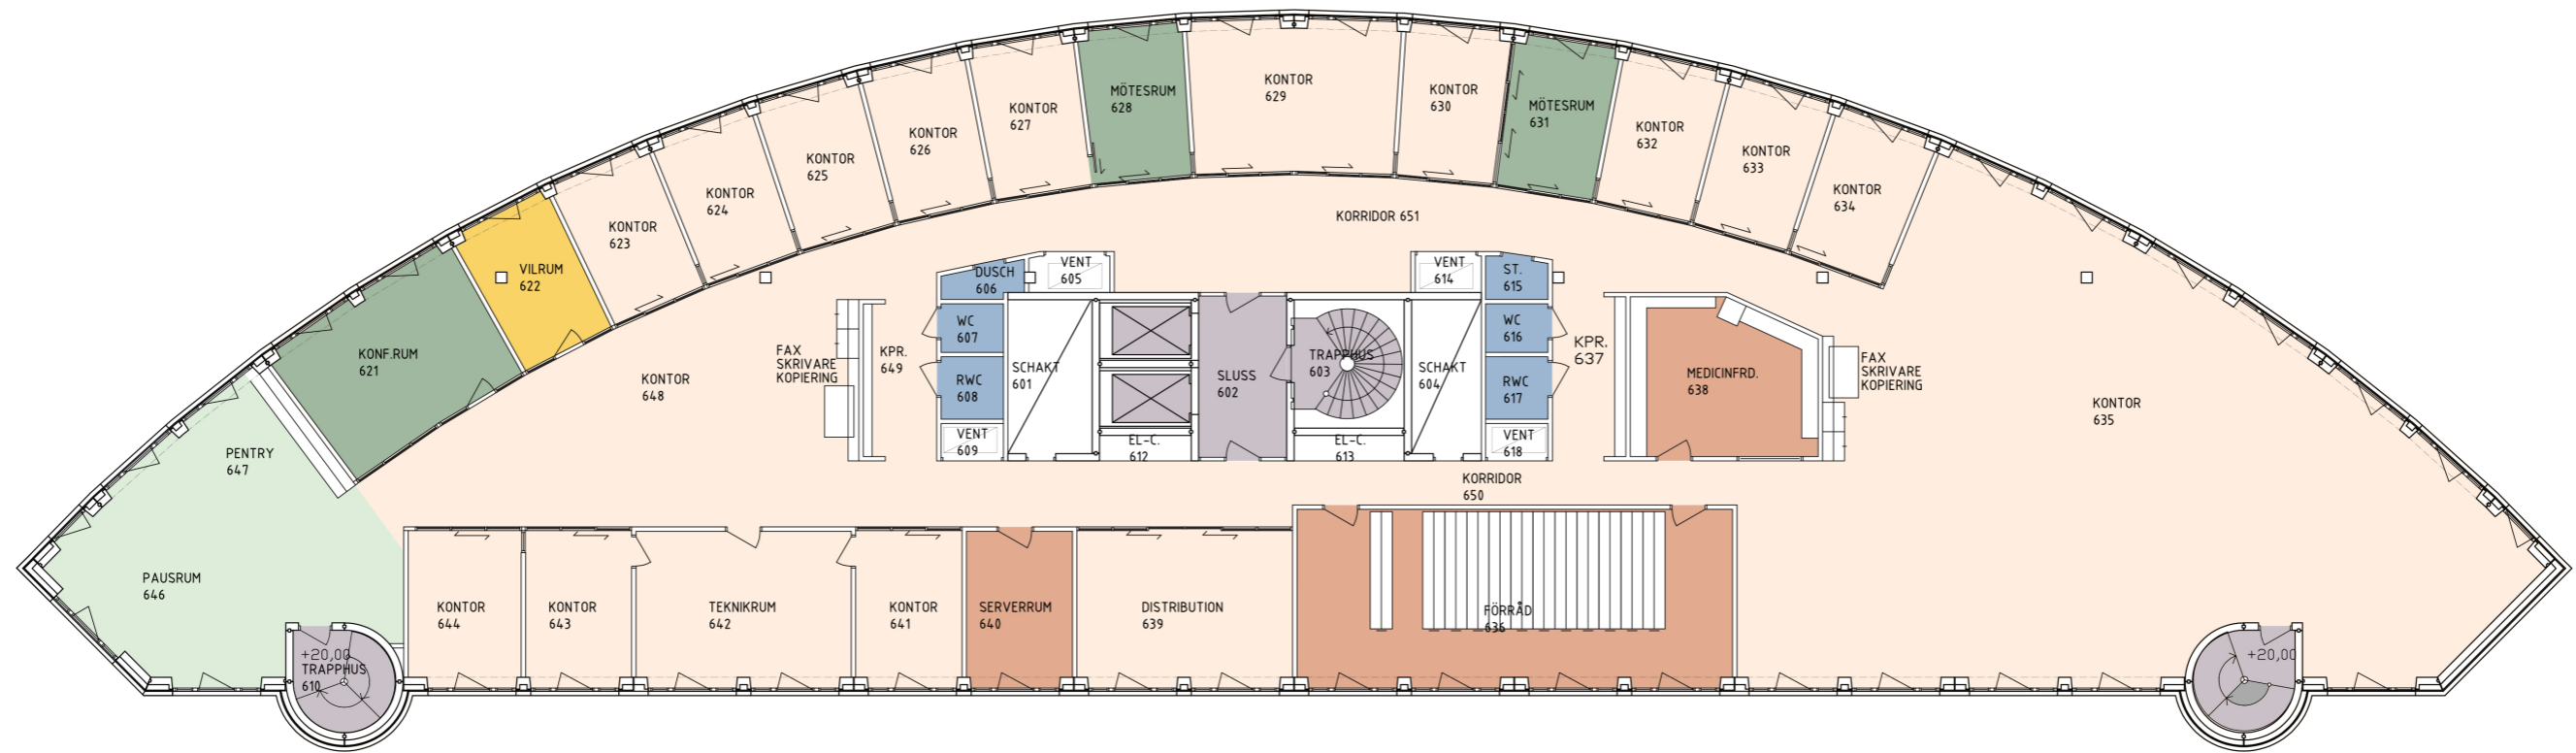 KONTOR
629
MÖTESRUM
628
KONTOR
630
MÖTESRUM
631
KONTOR
627
KONTOR
626
KONTOR
625
KONTOR
624
KONTOR
623
VILRUM
622
KONF.RUM
621
KONTOR
632
KONTOR
633
KONTOR
634
KORRIDOR 651
PENTRY
647
PAUSRUM
646
KONTOR
648
FAX
SKRIVARE
KOPIERING
KPR.
649
DUSCH
606
VENT
605
WC
607
RWC
608
VENT
609
SCHAKT
601
EL-C.
612
SLUSS
602
TRAPPHUS
603
EL-C.
613
SCHAKT
604
VENT
614
ST.
615
WC
616
RWC
617
VENT
618
KPR.
637
MEDICINFRD.
638
FAX
SKRIVARE
KOPIERING
KONTOR
635
KORRIDOR
650
KONTOR
644
KONTOR
643
TEKNIKRUM
642
KONTOR
641
SERVERRUM
640
DISTRIBUTION
639
FÖRRÅD
636
+20,00
TRAPPHUS
610
+20,00